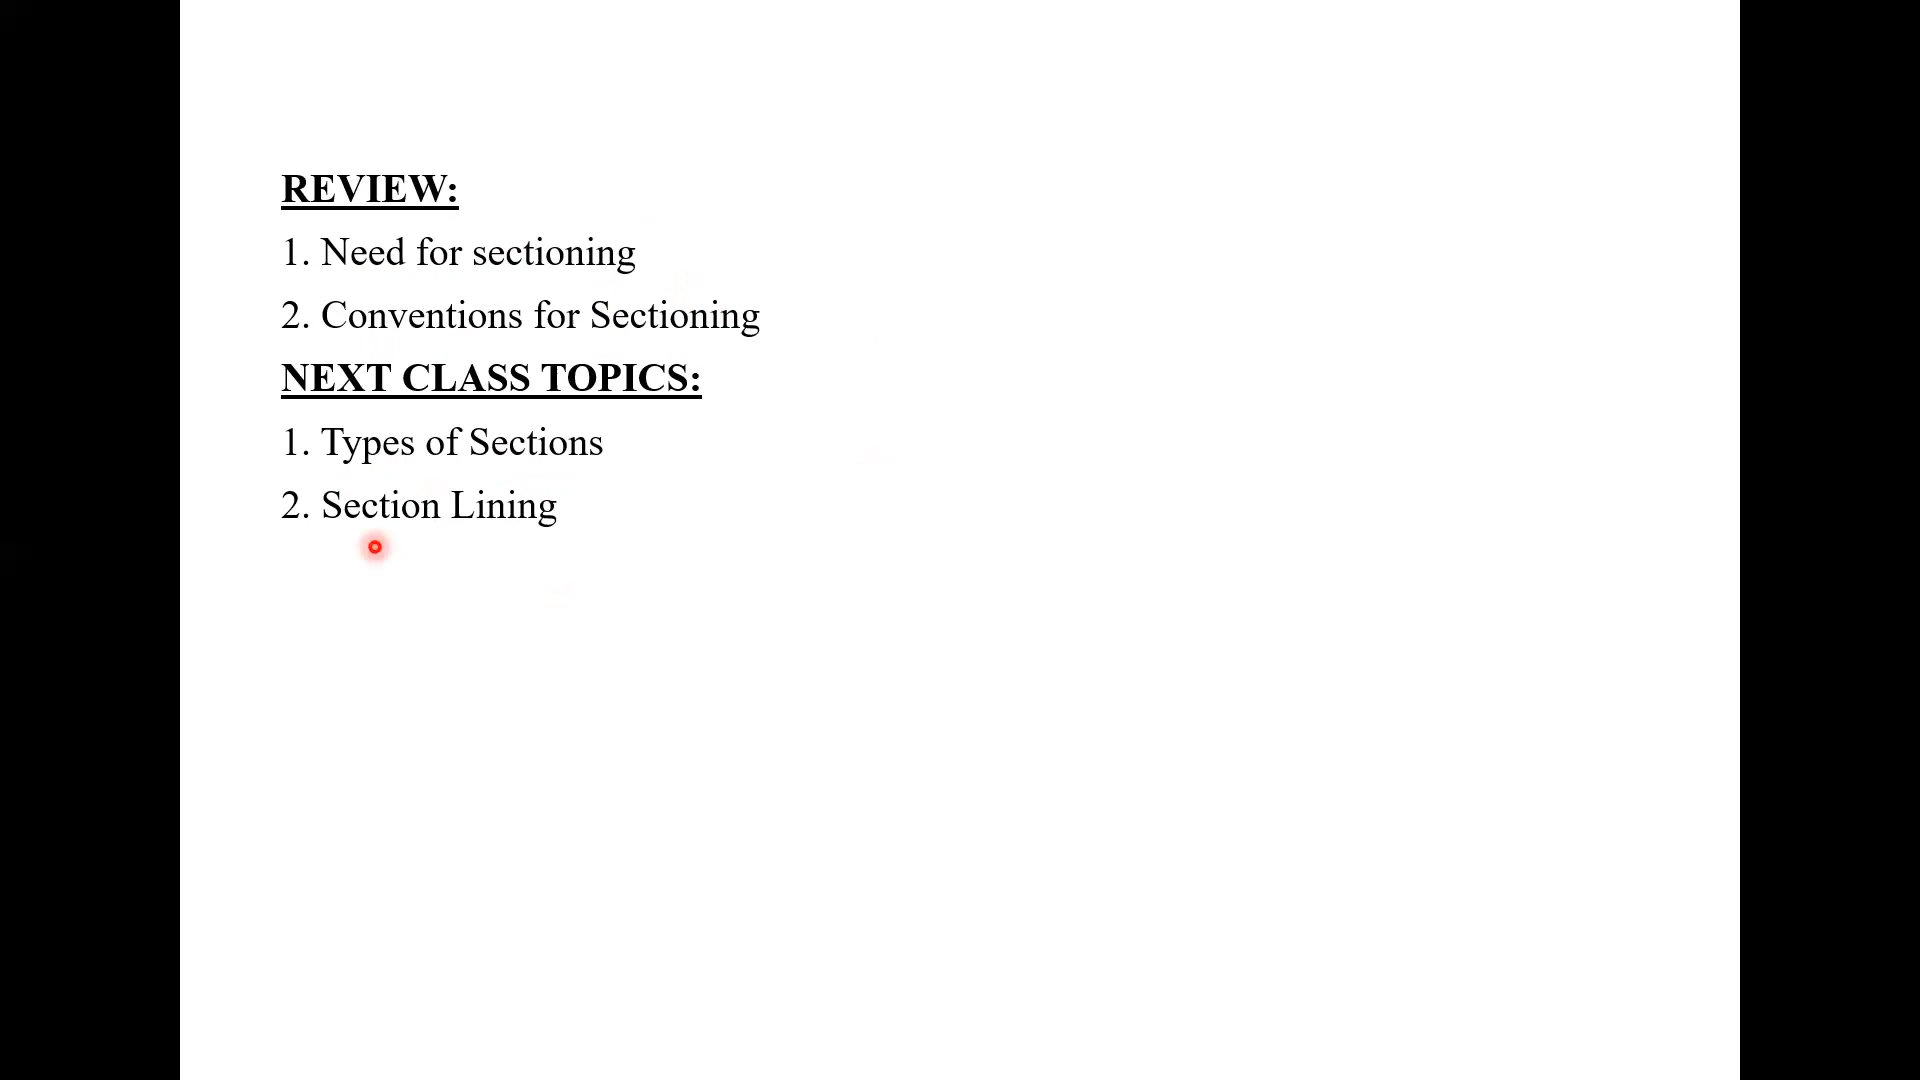 REVIEW:
1. Need for sectioning
2. Conventions for Sectioning
NEXT CLASS TOPICS:
1. Types of Sections
2. Section Lining